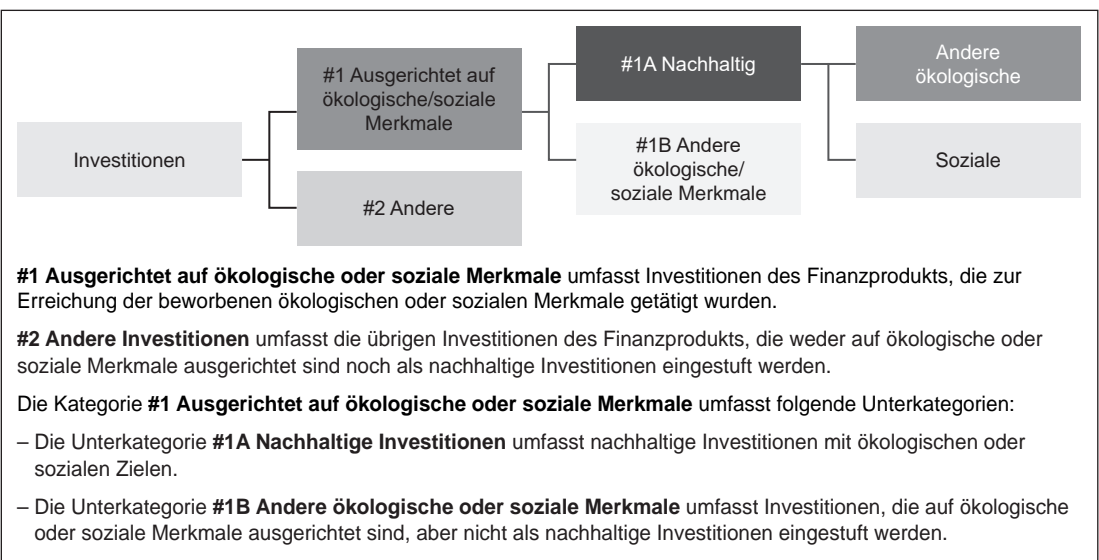 Investitionen
#1 Ausgerichtet auf
ökologische/soziale
Merkmale
#2 Andere
#1A Nachhaltig
#1B Andere
ökologische/
soziale Merkmale
Andere
ökologische
Soziale
#1 Ausgerichtet auf ökologische oder soziale Merkmale umfasst Investitionen des Finanzprodukts, die zur
Erreichung der beworbenen ökologischen oder sozialen Merkmale getätigt wurden.
#2 Andere Investitionen umfasst die übrigen Investitionen des Finanzprodukts, die weder auf ökologische oder
soziale Merkmale ausgerichtet sind noch als nachhaltige Investitionen eingestuft werden.
Die Kategorie #1 Ausgerichtet auf ökologische oder soziale Merkmale umfasst folgende Unterkategorien:
– Die Unterkategorie #1A Nachhaltige Investitionen umfasst nachhaltige Investitionen mit ökologischen oder
sozialen Zielen.
– Die Unterkategorie #1B Andere ökologische oder soziale Merkmale umfasst Investitionen, die auf ökologische
oder soziale Merkmale ausgerichtet sind, aber nicht als nachhaltige Investitionen eingestuft werden.